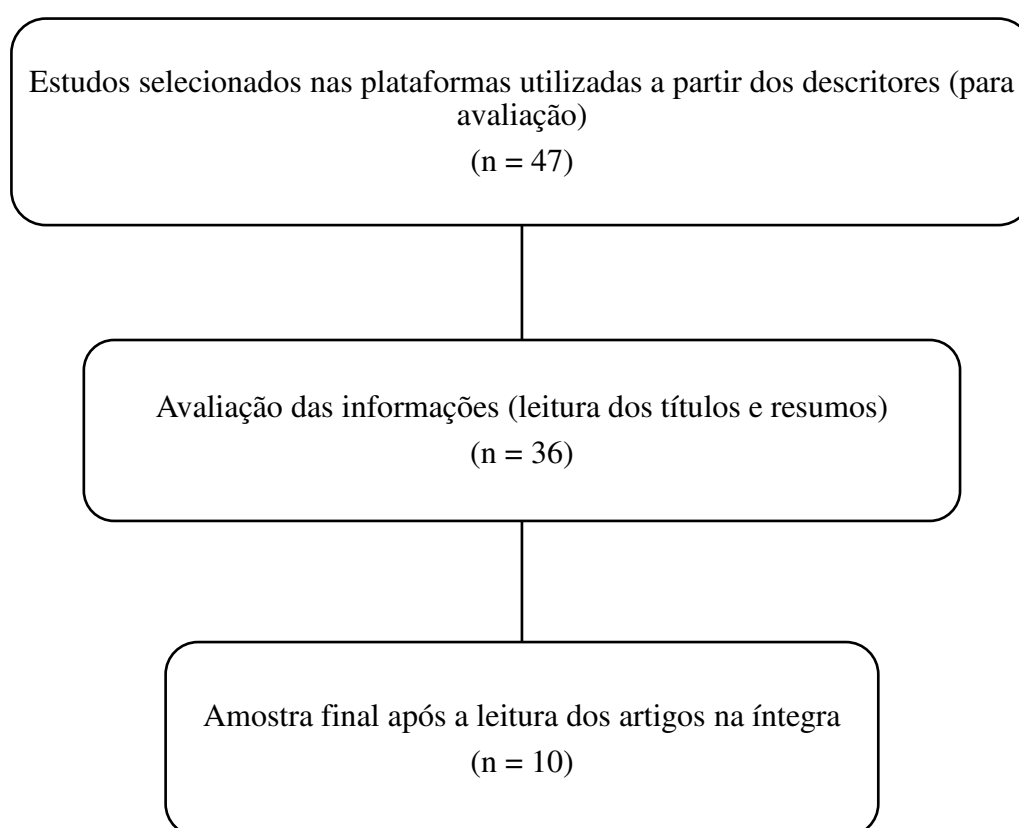 Estudos selecionados nas plataformas utilizadas a partir dos descritores (para
avaliação)
(n = 47)
Avaliação das informações (leitura dos títulos e resumos)
(n = 36)
Amostra final após a leitura dos artigos na íntegra
(n = 10)